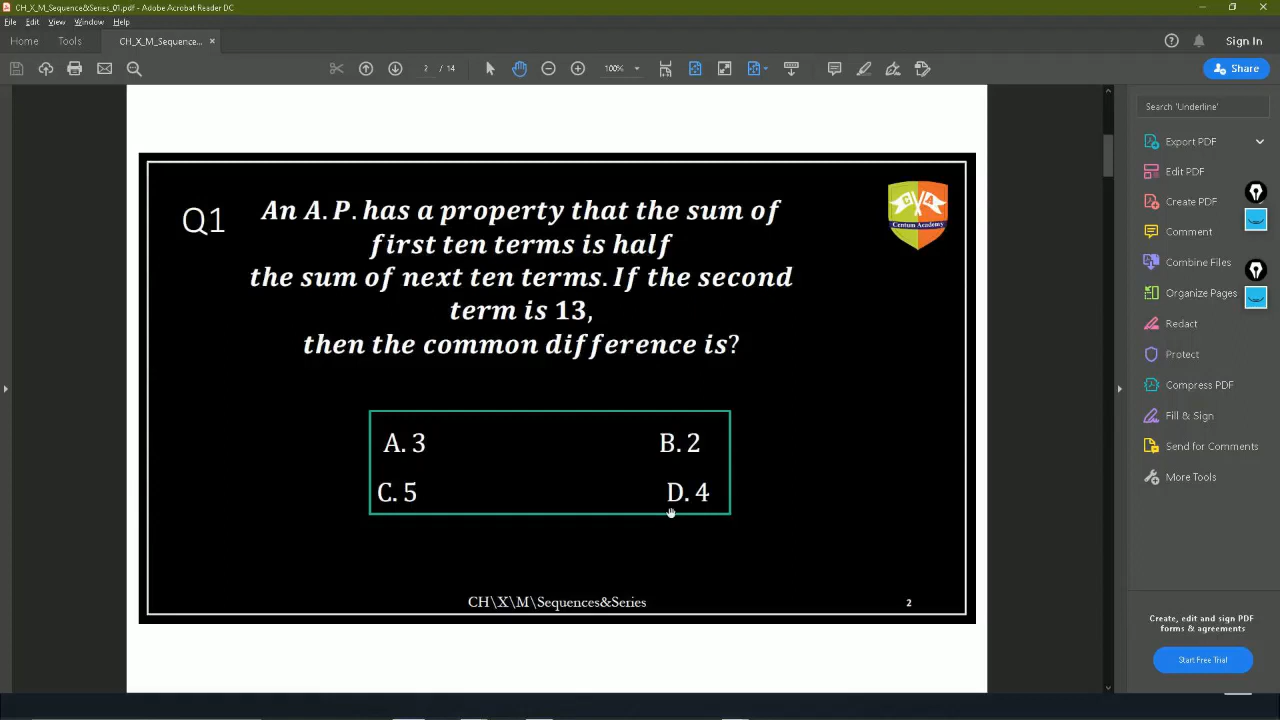 CH_X_M_Sequence&Series_01.pdf - Adobe Acrobat Reader DC
File Edit View Window Help
Home Tools CH_X_M_Sequence... × Sign In
2 / 14 100% Share
Search 'Underline'
Export PDF
Edit PDF
Create PDF
Comment
Combine Files
Organize Pages
Redact
Protect
Compress PDF
Fill & Sign
Send for Comments
More Tools
Create, edit and sign PDF
forms & agreements
Start Free Trial
C A
Centum Academy
Q1 An A.P. has a property that the sum of
first ten terms is half
the sum of next ten terms. If the second
term is 13,
then the common difference is?
A. 3 B. 2
C. 5 D. 4
CH\X\M\Sequences&Series 2